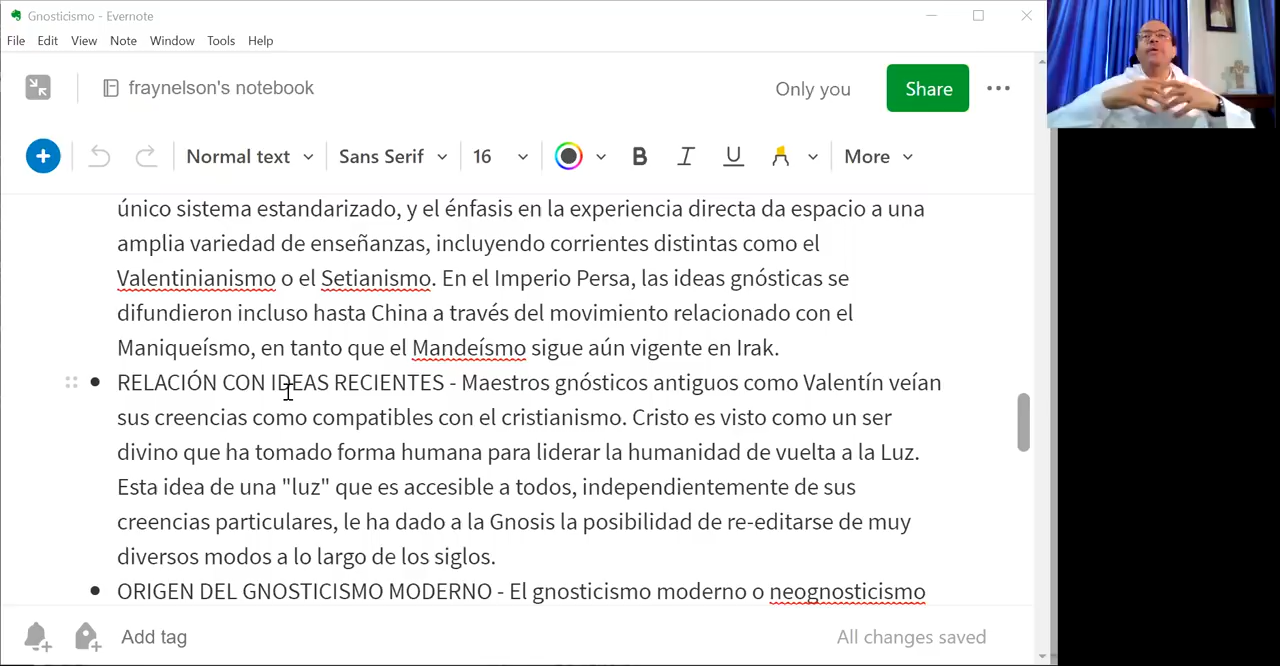 Gnosticismo - Evernote
File Edit View Note Window Tools Help
fraynelson's notebook
Only you
Share
Normal text
Sans Serif
16
B I U
More
único sistema estandarizado, y el énfasis en la experiencia directa da espacio a una
amplia variedad de enseñanzas, incluyendo corrientes distintas como el
Valentinianismo o el Setianismo. En el Imperio Persa, las ideas gnósticas se
difundieron incluso hasta China a través del movimiento relacionado con el
Maniqueísmo, en tanto que el Mandeísmo sigue aún vigente en Irak.
RELACIÓN CON IDEAS RECIENTES - Maestros gnósticos antiguos como Valentín veían
sus creencias como compatibles con el cristianismo. Cristo es visto como un ser
divino que ha tomado forma humana para liderar la humanidad de vuelta a la Luz.
Esta idea de una "luz" que es accesible a todos, independientemente de sus
creencias particulares, le ha dado a la Gnosis la posibilidad de re-editarse de muy
diversos modos a lo largo de los siglos.
ORIGEN DEL GNOSTICISMO MODERNO - El gnosticismo moderno o neognosticismo
Add tag
All changes saved